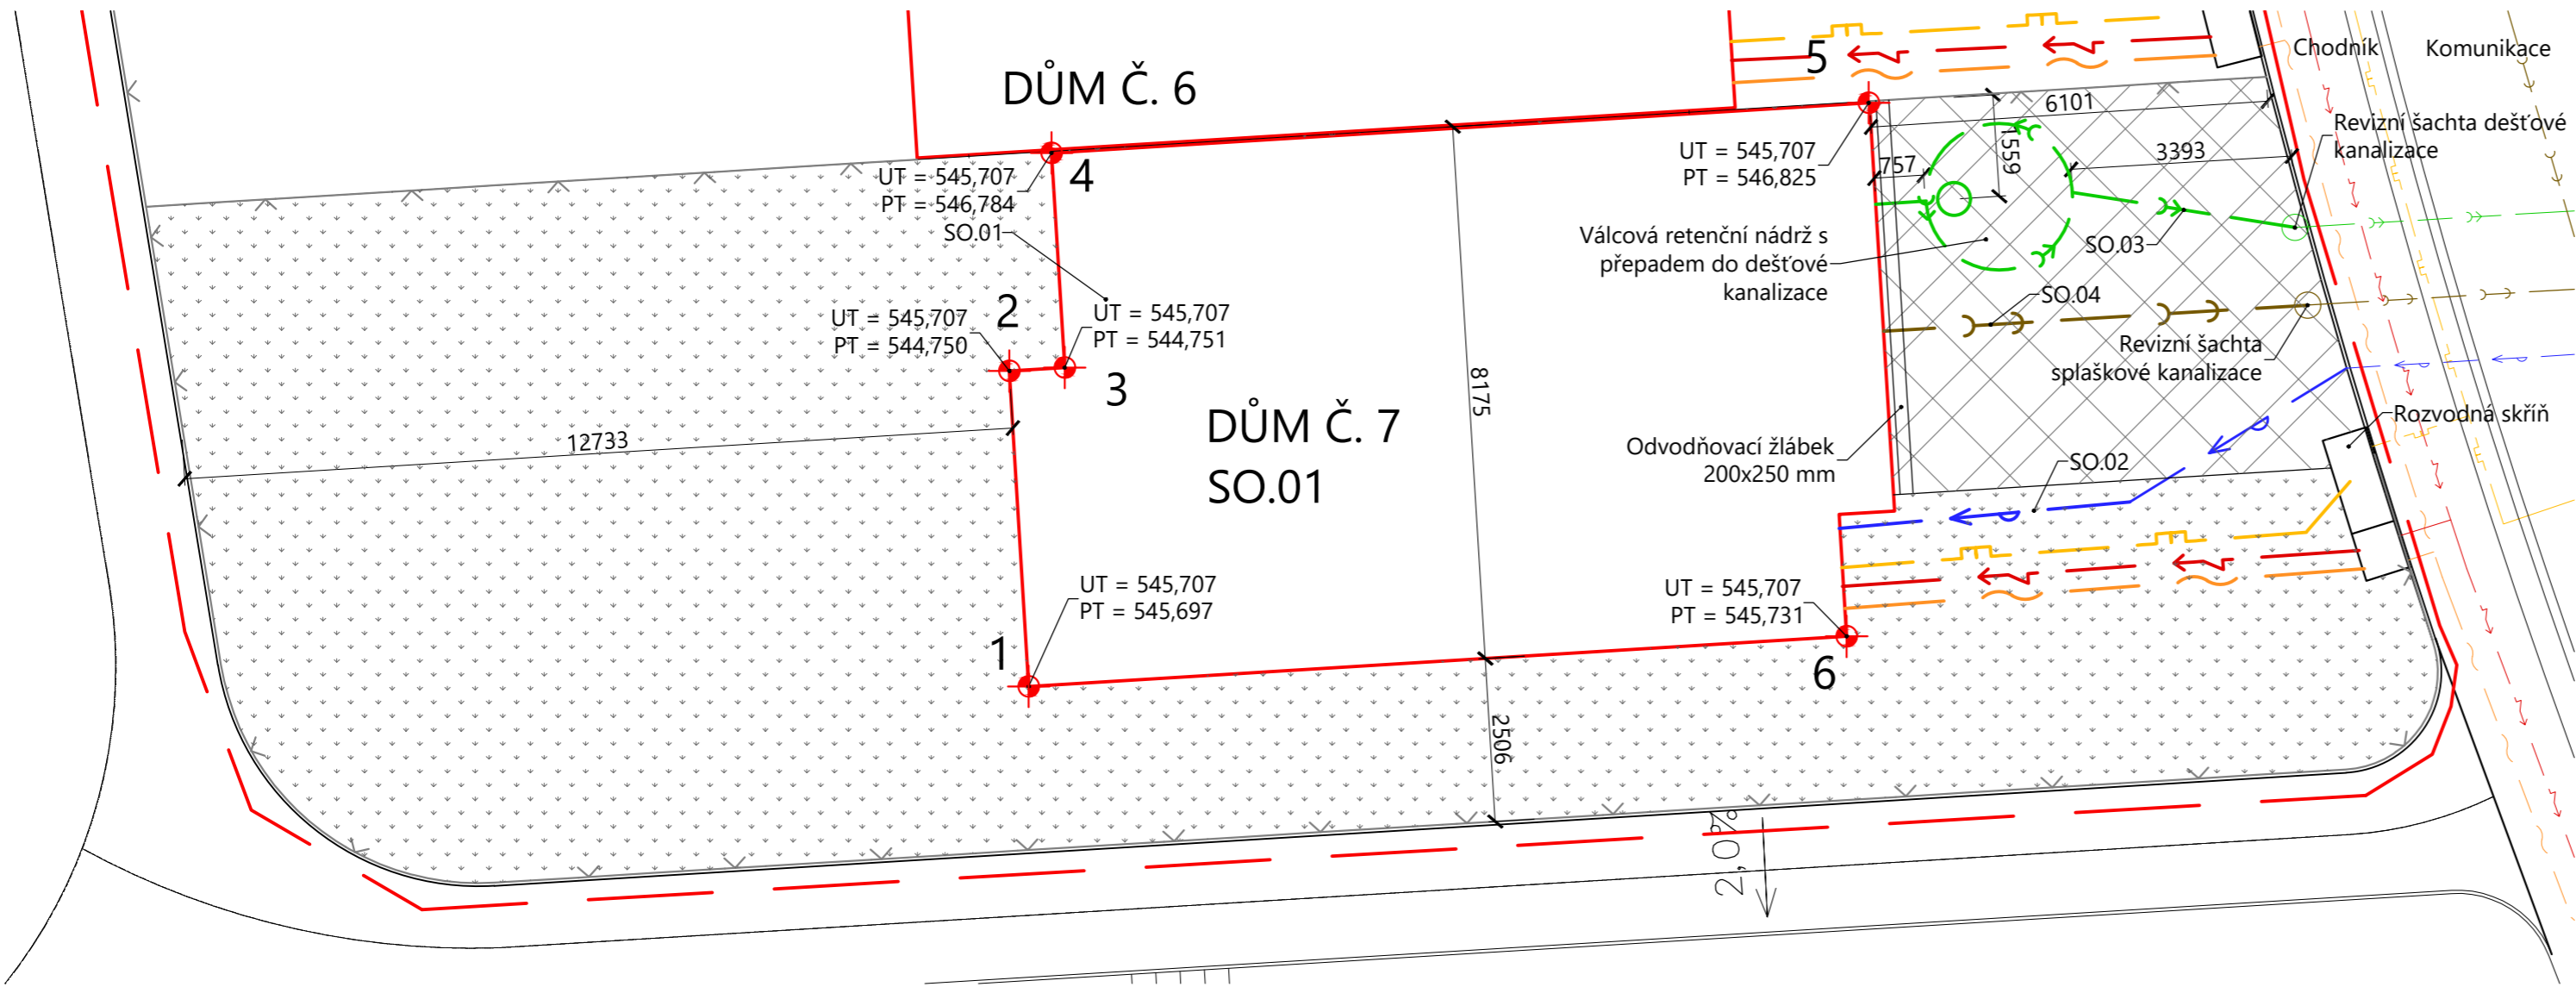 Chodník
Komunikace
DŮM Č. 6
5
6101
Revizní šachta dešťové
kanalizace
UT = 545,707
PT = 546,825
757
1559
3393
4
UT = 545,707
PT = 546,784
SO.01
Válcová retenční nádrž s
přepadem do dešťové
kanalizace
SO.03
SO.04
2
UT = 545,707
PT = 544,750
UT = 545,707
PT = 544,751
3
Revizní šachta
splaškové kanalizace
8175
DŮM Č. 7
SO.01
12733
Rozvodná skříň
Odvodňovací žlábek
200x250 mm
SO.02
UT = 545,707
PT = 545,697
1
UT = 545,707
PT = 545,731
6
2506
2,0%